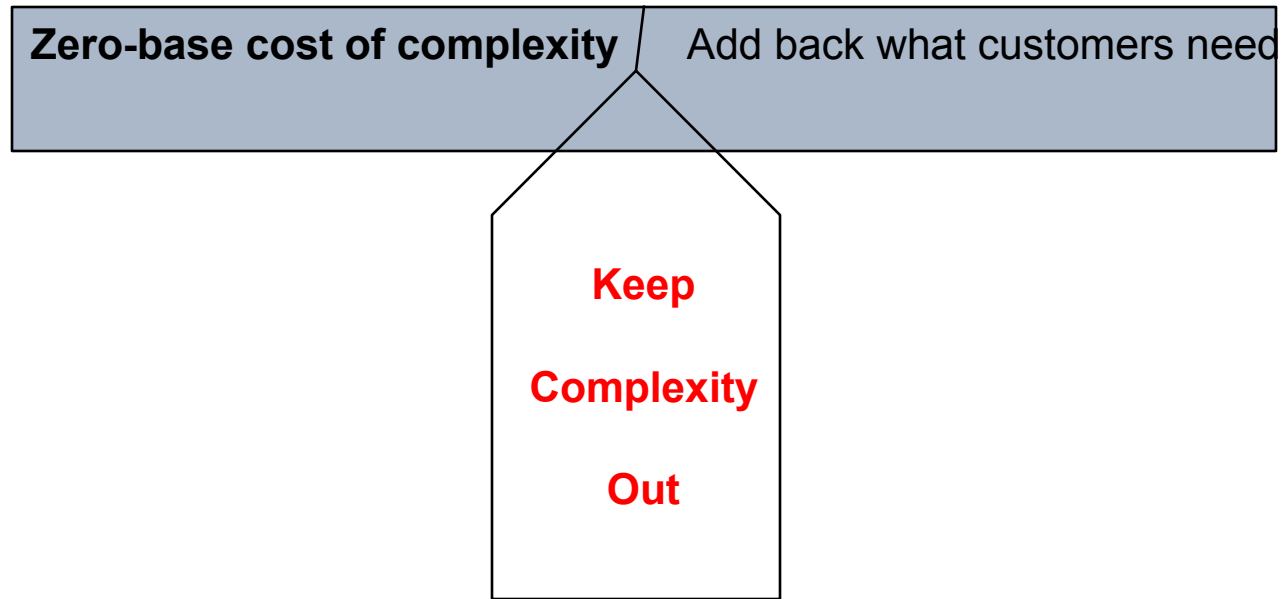 Zero-base cost of complexity
Add back what customers need
Keep
Complexity
Out